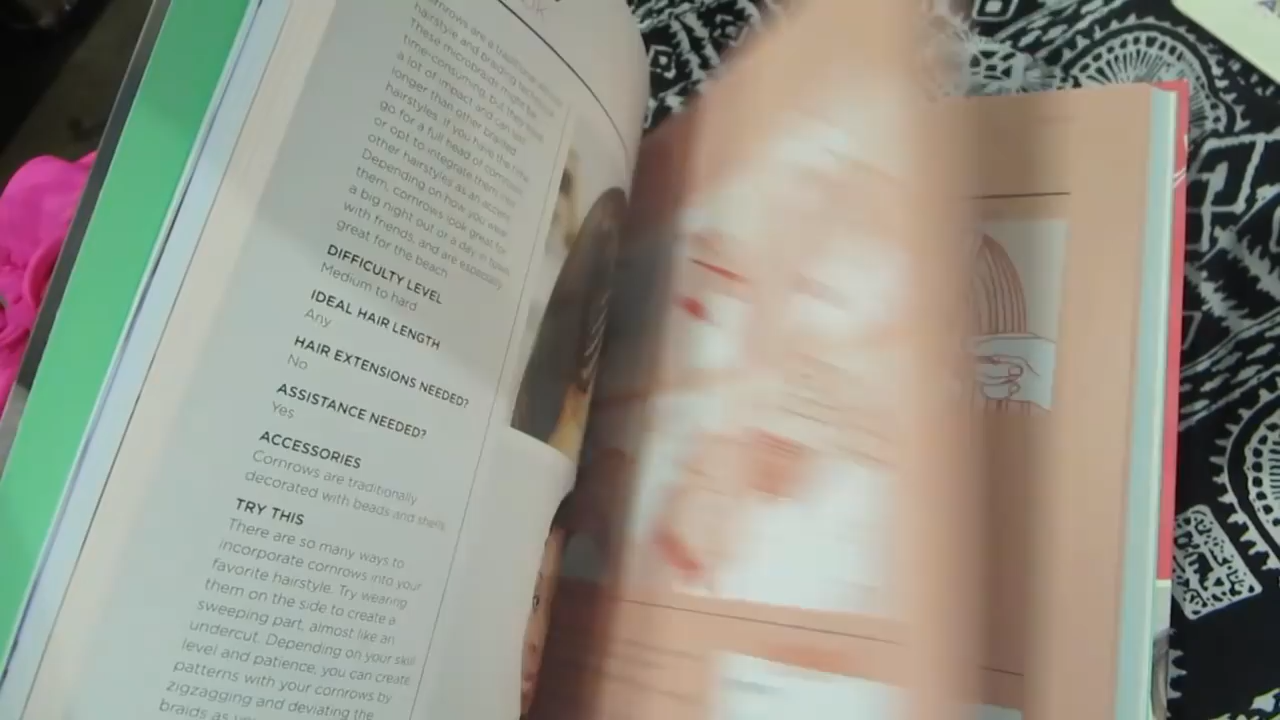 cornrows are a traditional
hairstyle and braiding technique
These microbraids might be
time-consuming, but they make
a lot of impact and can last
longer than other braided
hairstyles. If you have the time
go for a full head of cornrows
or opt to integrate them into
other hairstyles as an accent.
Depending on how you wear
them, cornrows look great for
a big night out or a day in town
with friends, and are especially
great for the beach.
DIFFICULTY LEVEL
Medium to hard
IDEAL HAIR LENGTH
Any
HAIR EXTENSIONS NEEDED?
No
ASSISTANCE NEEDED?
Yes
ACCESSORIES
Cornrows are traditionally
decorated with beads and shells
TRY THIS
There are so many ways to
incorporate cornrows into your
favorite hairstyle. Try wearing
them on the side to create a
sweeping part, almost like an
undercut. Depending on your skill
level and patience, you can create
patterns with your cornrows by
zigzagging and deviating the
braids as